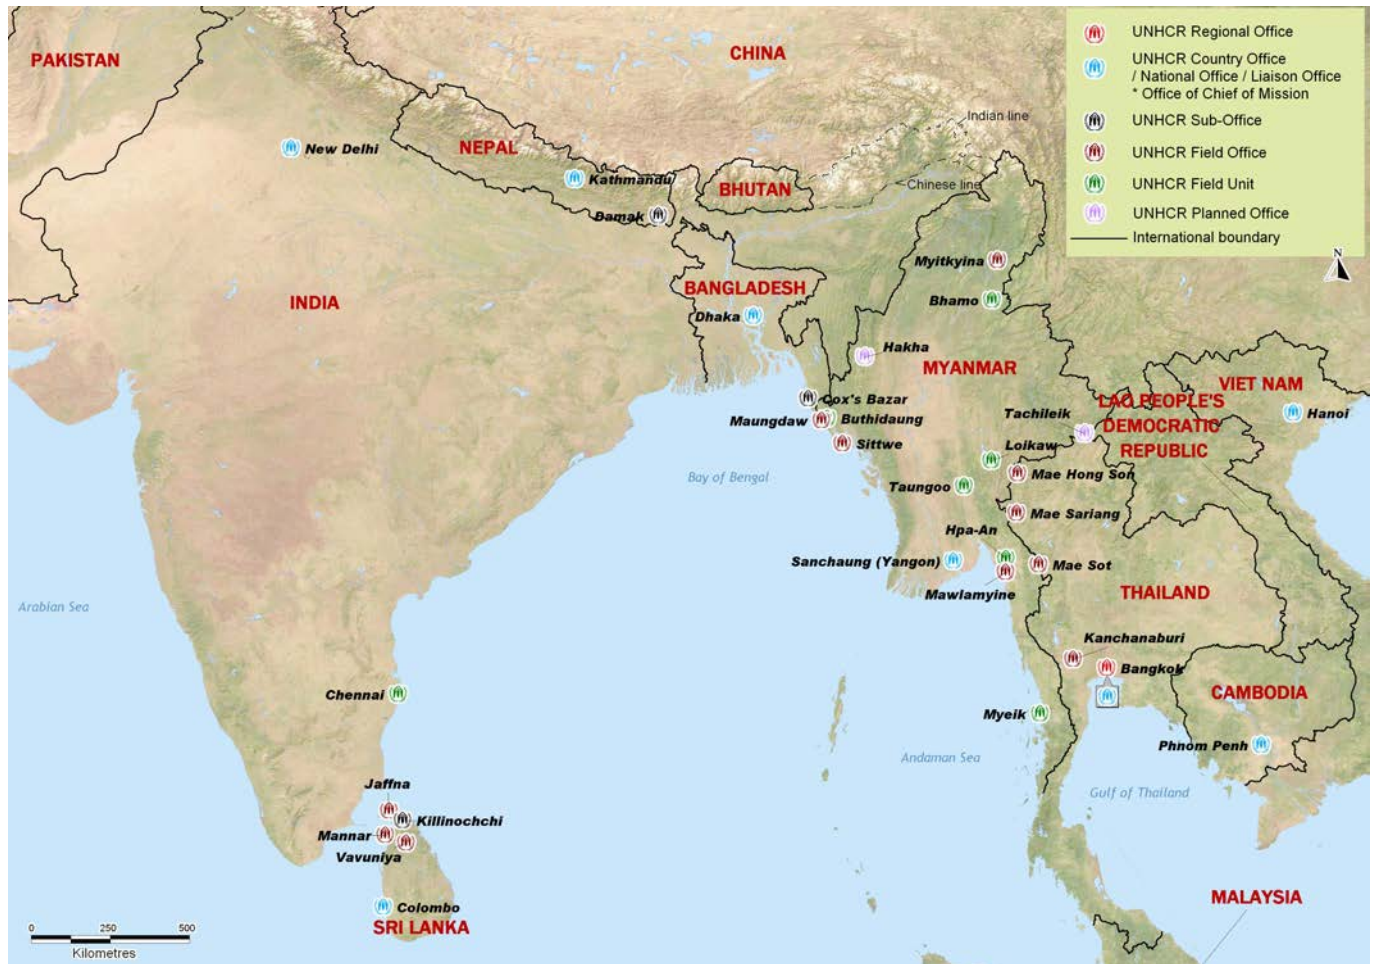 PAKISTAN
CHINA
UNHCR Regional Office
UNHCR Country Office
/ National Office / Liaison Office
* Office of Chief of Mission
UNHCR Sub-Office
UNHCR Field Office
UNHCR Field Unit
UNHCR Planned Office
International boundary
N
Indian line
New Delhi
NEPAL
Kathmandu
BHUTAN
Chinese line
Damak
Myitkyina
INDIA
BANGLADESH
Bhamo
Dhaka
Hakha
MYANMAR
VIET NAM
Cox's Bazar
LAO PEOPLE'S
DEMOCRATIC
REPUBLIC
Tachileik
Hanoi
Maungdaw
Buthidaung
Sittwe
Loikaw
Bay of Bengal
Mae Hong Son
Taungoo
Mae Sariang
Hpa-An
Sanchaung (Yangon)
Mae Sot
Mawlamyine
THAILAND
Arabian Sea
Kanchanaburi
Bangkok
Chennai
CAMBODIA
Myeik
Phnom Penh
Andaman Sea
Jaffna
Gulf of Thailand
Killinochchi
Mannar
Vavuniya
MALAYSIA
Colombo
SRI LANKA
0 250 500
Kilometres